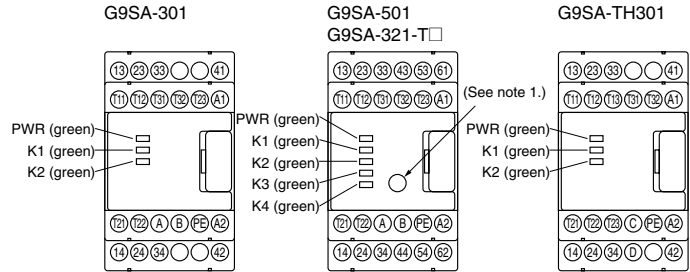 G9SA-301
G9SA-501
G9SA-321-T□
G9SA-TH301
13 23 33 41
T11 T12 T31 T32 T23 A1
PWR (green)
K1 (green)
K2 (green)
T21 T22 A B PE A2
14 24 34 42
13 23 33 43 53 61
T11 T12 T31 T32 T23 A1
(See note 1.)
PWR (green)
K1 (green)
K2 (green)
K3 (green)
K4 (green)
T21 T22 A B PE A2
14 24 34 44 54 62
13 23 33 41
T11 T12 T13 T31 T32 A1
PWR (green)
K1 (green)
K2 (green)
T21 T22 T23 C PE A2
14 24 34 D 42